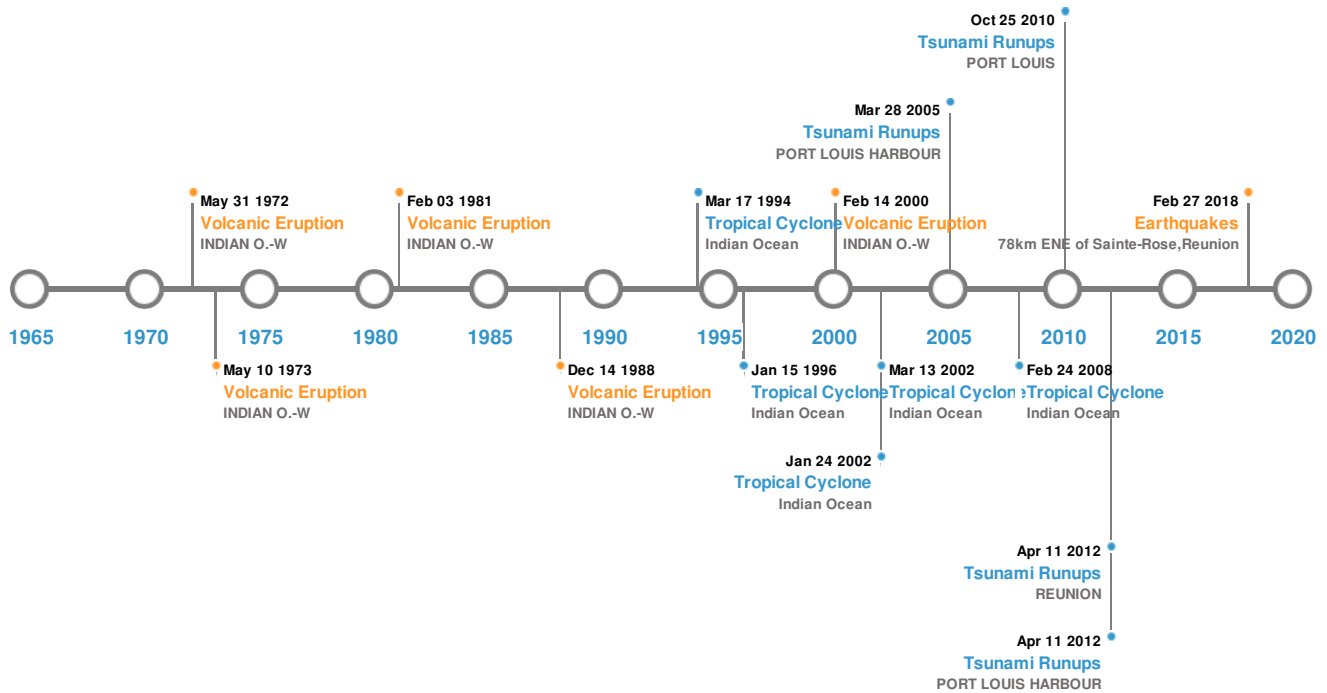 Oct 25 2010
Tsunami Runups
PORT LOUIS
Mar 28 2005
Tsunami Runups
PORT LOUIS HARBOUR
May 31 1972
Volcanic Eruption
INDIAN O.-W
Feb 03 1981
Volcanic Eruption
INDIAN O.-W
Mar 17 1994
Tropical Cyclone
Indian Ocean
Feb 14 2000
Volcanic Eruption
INDIAN O.-W
Feb 27 2018
Earthquakes
78km ENE of Sainte-Rose,Reunion
1965 1970 1975 1980 1985 1990 1995 2000 2005 2010 2015 2020
May 10 1973
Volcanic Eruption
INDIAN O.-W
Dec 14 1988
Volcanic Eruption
INDIAN O.-W
Jan 15 1996
Tropical Cyclone
Indian Ocean
Mar 13 2002
Tropical Cyclone
Indian Ocean
Feb 24 2008
Tropical Cyclone
Indian Ocean
Jan 24 2002
Tropical Cyclone
Indian Ocean
Apr 11 2012
Tsunami Runups
REUNION
Apr 11 2012
Tsunami Runups
PORT LOUIS HARBOUR